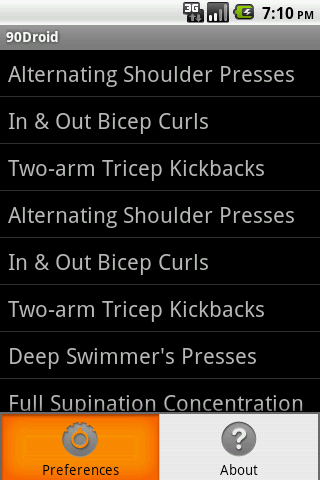 3G 7:10 PM
90Droid
Alternating Shoulder Presses
In & Out Bicep Curls
Two-arm Tricep Kickbacks
Alternating Shoulder Presses
In & Out Bicep Curls
Two-arm Tricep Kickbacks
Deep Swimmer's Presses
Full Supination Concentration
?
Preferences About